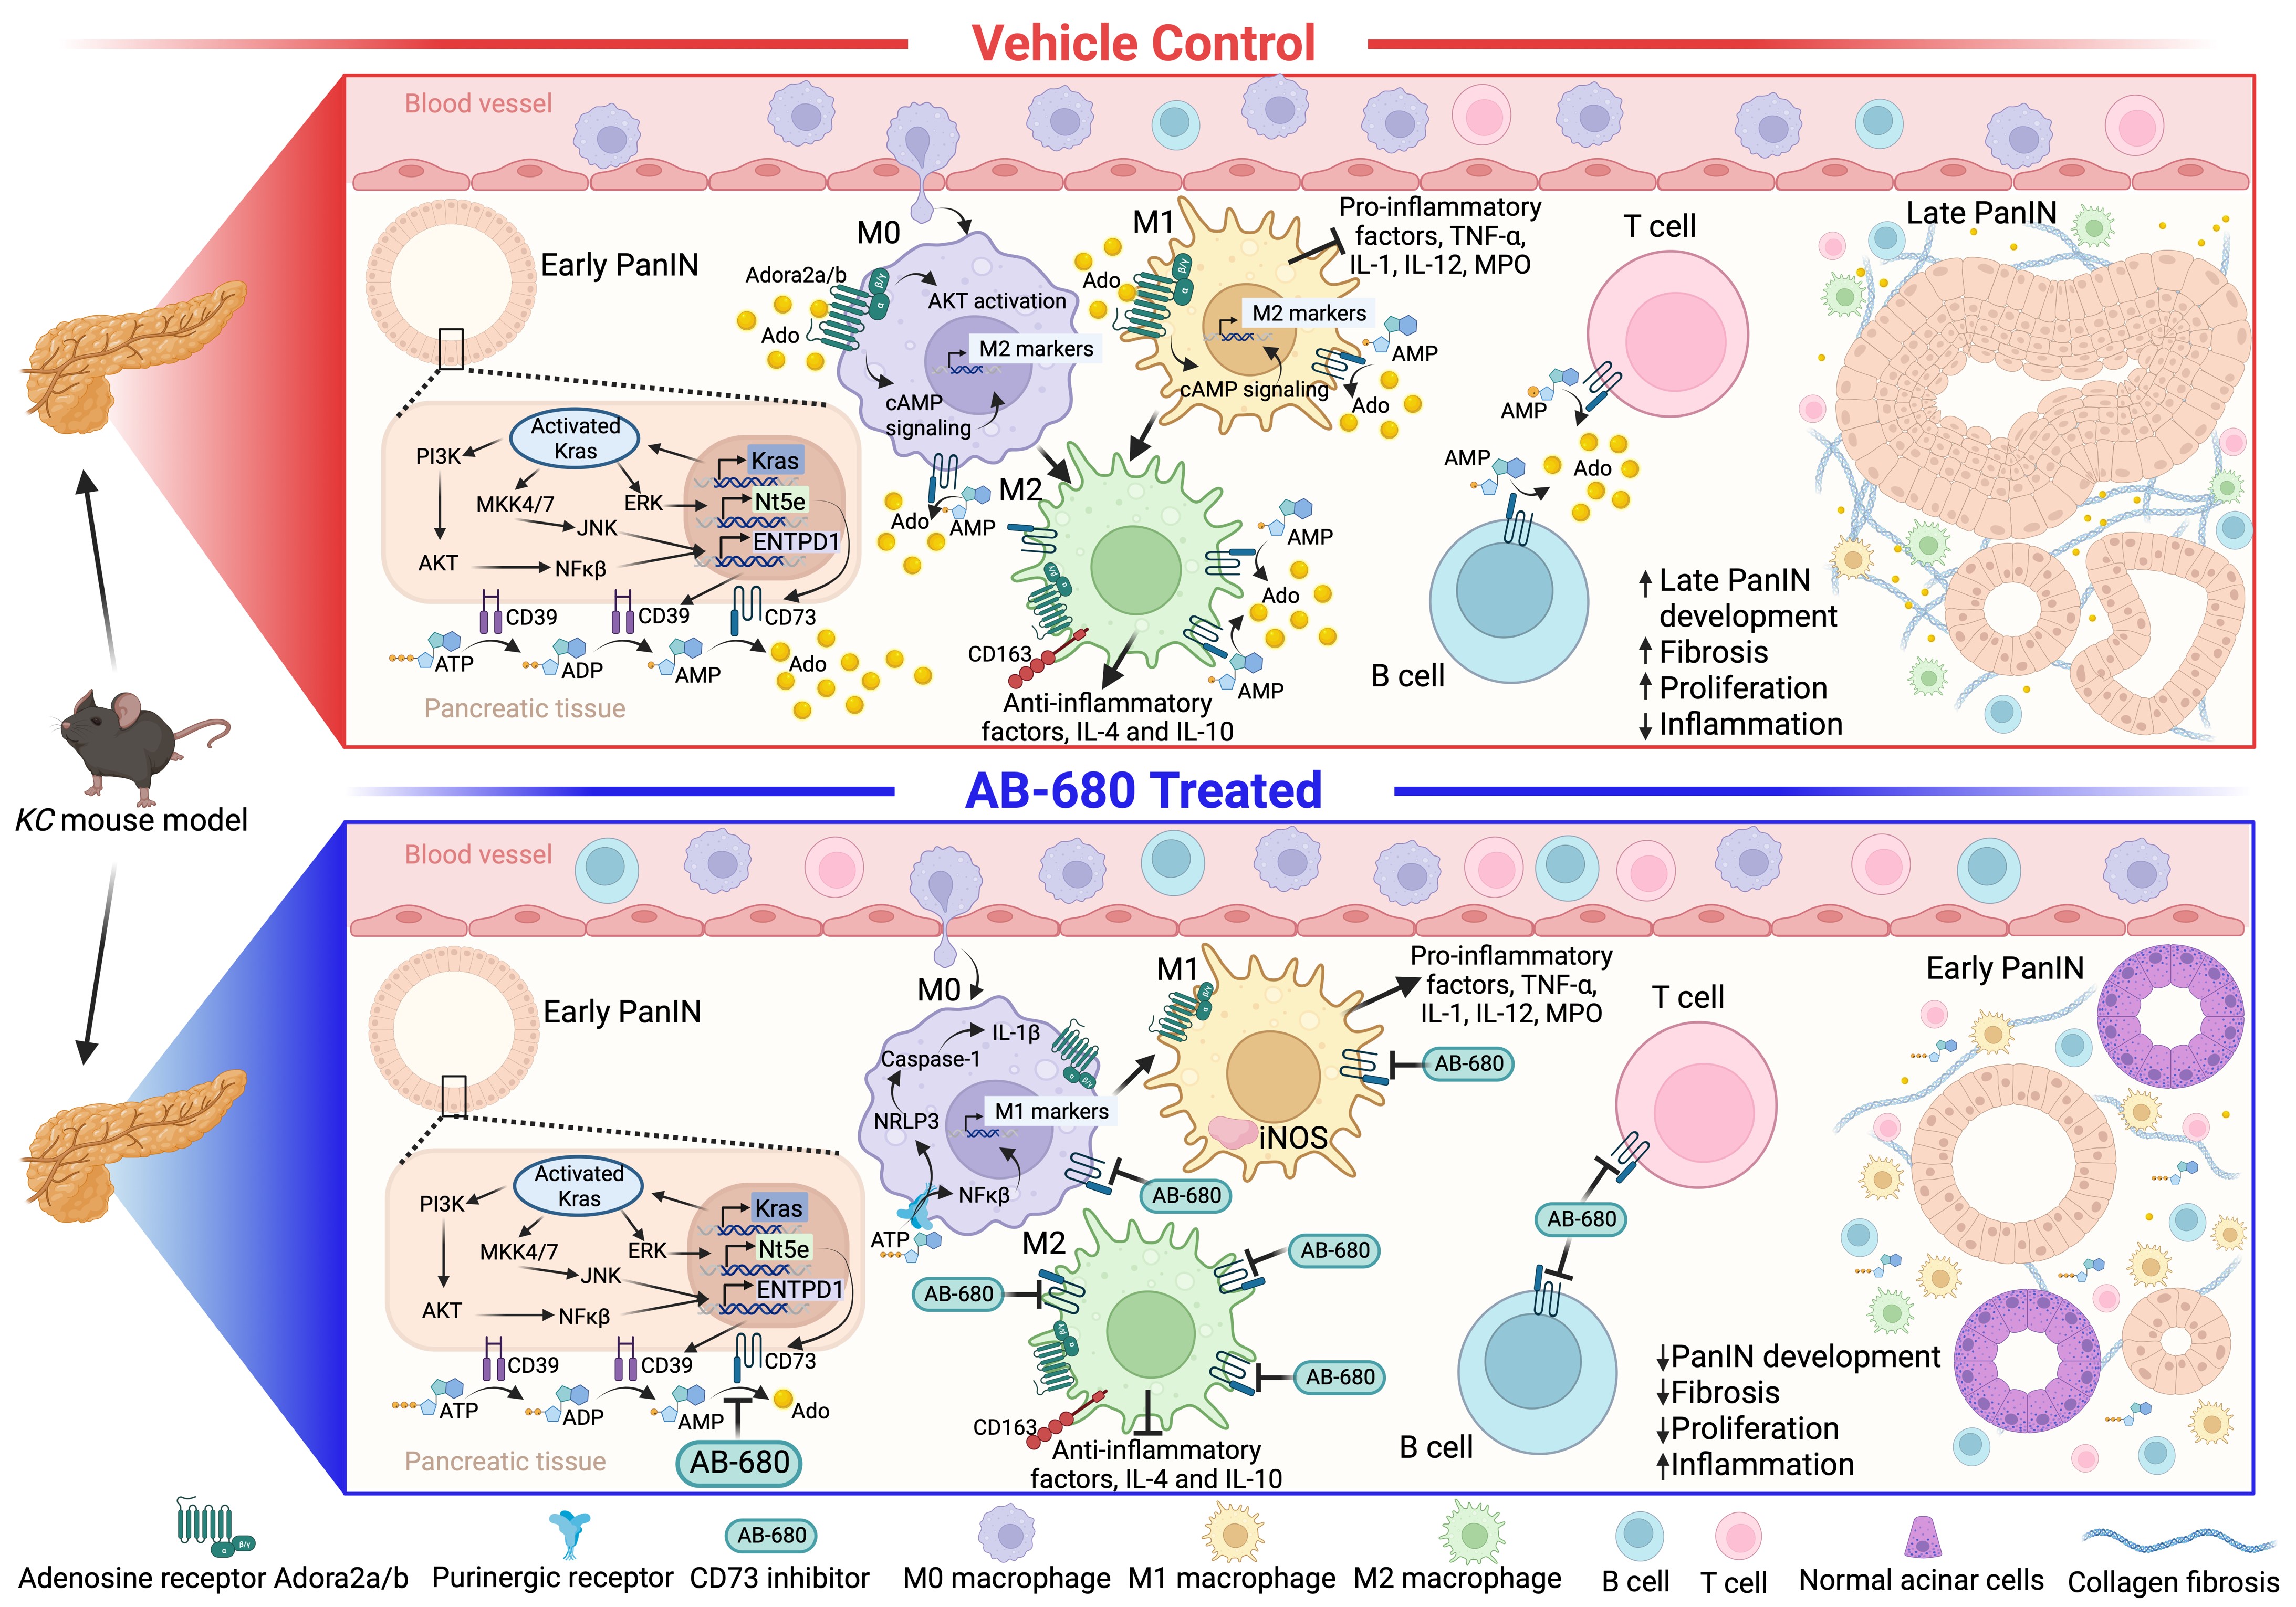 Vehicle Control
Blood vessel
Early PanIN
Activated
Kras
PI3K
MKK4/7
ERK
JNK
AKT
NFκβ
Kras
Nt5e
ENTPD1
CD39
CD39
CD73
ATP
ADP
AMP
Ado
Pancreatic tissue
M0
Adora2a/b
β/γ
α
Ado
AKT activation
M2 markers
cAMP
signaling
Ado
AMP
M1
Ado
β/γ
α
M2 markers
cAMP signaling
Pro-inflammatory
factors, TNF-α,
IL-1, IL-12, MPO
AMP
Ado
M2
β/γ
α
CD163
AMP
Ado
AMP
Anti-inflammatory
factors, IL-4 and IL-10
T cell
AMP
AMP
Ado
B cell
Late PanIN
Late PanIN
development
Fibrosis
Proliferation
Inflammation
KC mouse model
AB-680 Treated
Blood vessel
Early PanIN
Activated
Kras
PI3K
MKK4/7
ERK
JNK
AKT
NFκβ
Kras
Nt5e
ENTPD1
CD39
CD39
CD73
ATP
ADP
AMP
Ado
AB-680
Pancreatic tissue
M0
IL-1β
Caspase-1
NRLP3
M1 markers
NFκβ
ATP
α
β/γ
AB-680
M1
β/γ
α
iNOS
Pro-inflammatory
factors, TNF-α,
IL-1, IL-12, MPO
AB-680
M2
AB-680
AB-680
AB-680
β/γ
α
CD163
Anti-inflammatory
factors, IL-4 and IL-10
T cell
AB-680
B cell
Early PanIN
PanIN development
Fibrosis
Proliferation
Inflammation
α
β/γ
AB-680
Adenosine receptor Adora2a/b
Purinergic receptor
CD73 inhibitor
M0 macrophage
M1 macrophage
M2 macrophage
B cell
T cell
Normal acinar cells
Collagen fibrosis